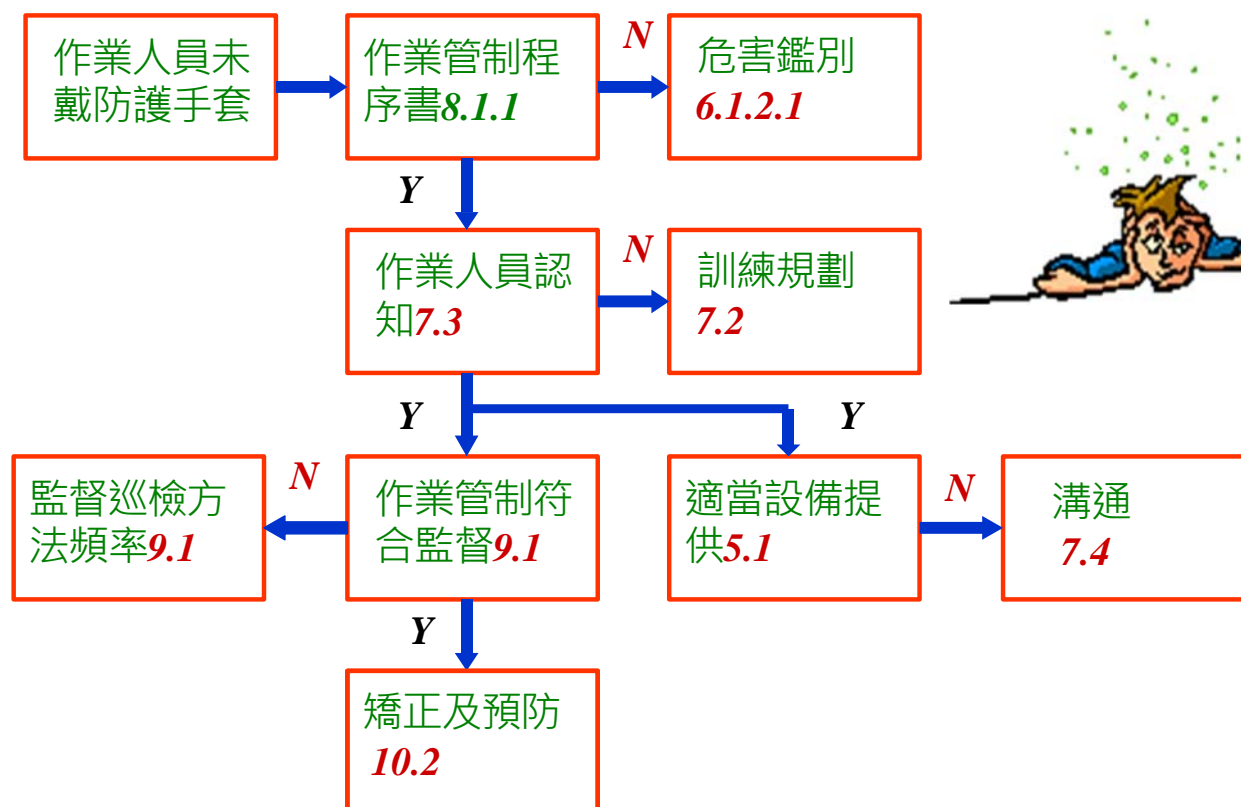 作業人員未
戴防護手套
作業管制程
序書8.1.1
N
危害鑑別
6.1.2.1
Y
作業人員認
知7.3
N
訓練規劃
7.2
Y
Y
監督巡檢方
法頻率9.1
N
作業管制符
合監督9.1
適當設備提
供5.1
N
溝通
7.4
Y
矯正及預防
10.2